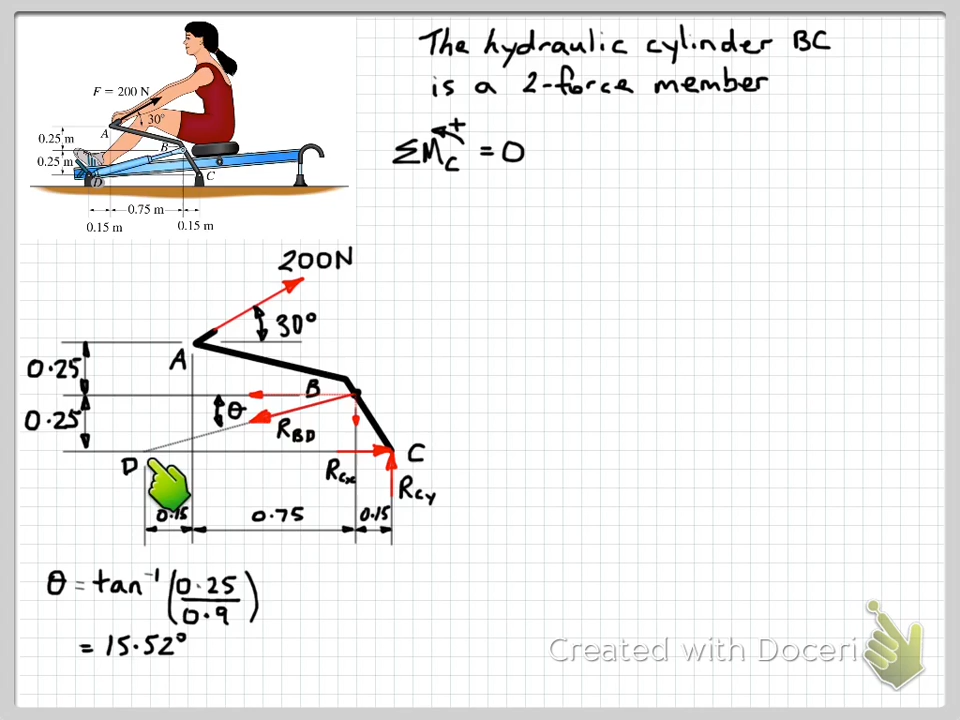 The hydraulic cylinder BC
is a 2-force member
ΣM_C = 0
+
F = 200 N
30°
A
B
C
D
0.25 m
0.25 m
0.75 m
0.15 m
0.15 m
200N
30°
A
0.25
0.25
B
θ
R_BD
D
C
R_Cx
R_Cy
0.15
0.75
0.15
θ = tan⁻¹ (0.25/0.9)
= 15.52°
Created with Doceri